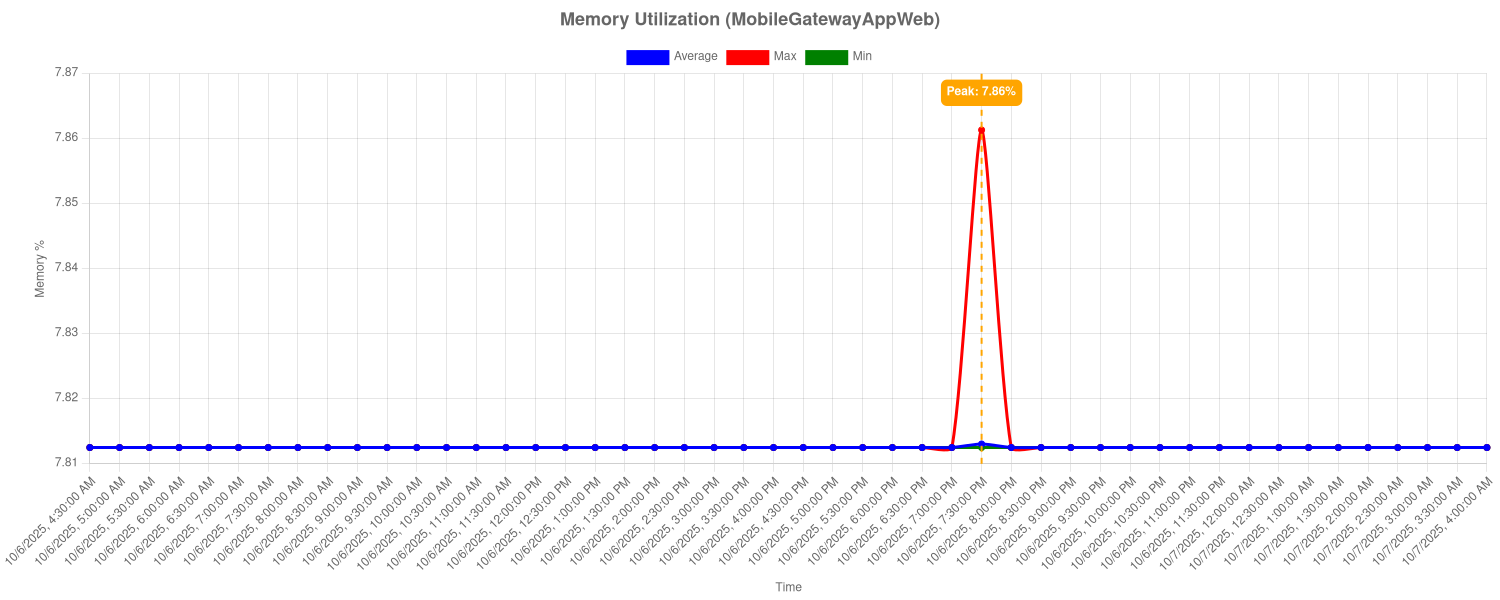 Memory Utilization (MobileGatewayAppWeb)
Average Max Min
Peak: 7.86%
7.87
7.86
7.85
7.84
7.83
7.82
7.81
Memory %
10/6/2025, 4:30:00 AM
10/6/2025, 5:00:00 AM
10/6/2025, 5:30:00 AM
10/6/2025, 6:00:00 AM
10/6/2025, 6:30:00 AM
10/6/2025, 7:00:00 AM
10/6/2025, 7:30:00 AM
10/6/2025, 8:00:00 AM
10/6/2025, 8:30:00 AM
10/6/2025, 9:00:00 AM
10/6/2025, 9:30:00 AM
10/6/2025, 10:00:00 AM
10/6/2025, 10:30:00 AM
10/6/2025, 11:00:00 AM
10/6/2025, 11:30:00 AM
10/6/2025, 12:00:00 PM
10/6/2025, 12:30:00 PM
10/6/2025, 1:00:00 PM
10/6/2025, 1:30:00 PM
10/6/2025, 2:00:00 PM
10/6/2025, 2:30:00 PM
10/6/2025, 3:00:00 PM
10/6/2025, 3:30:00 PM
10/6/2025, 4:00:00 PM
10/6/2025, 4:30:00 PM
10/6/2025, 5:00:00 PM
10/6/2025, 5:30:00 PM
10/6/2025, 6:00:00 PM
10/6/2025, 6:30:00 PM
10/6/2025, 7:00:00 PM
10/6/2025, 7:30:00 PM
10/6/2025, 8:00:00 PM
10/6/2025, 8:30:00 PM
10/6/2025, 9:00:00 PM
10/6/2025, 9:30:00 PM
10/6/2025, 10:00:00 PM
10/6/2025, 10:30:00 PM
10/6/2025, 11:00:00 PM
10/6/2025, 11:30:00 PM
10/7/2025, 12:00:00 AM
10/7/2025, 12:30:00 AM
10/7/2025, 1:00:00 AM
10/7/2025, 1:30:00 AM
10/7/2025, 2:00:00 AM
10/7/2025, 2:30:00 AM
10/7/2025, 3:00:00 AM
10/7/2025, 3:30:00 AM
10/7/2025, 4:00:00 AM
Time